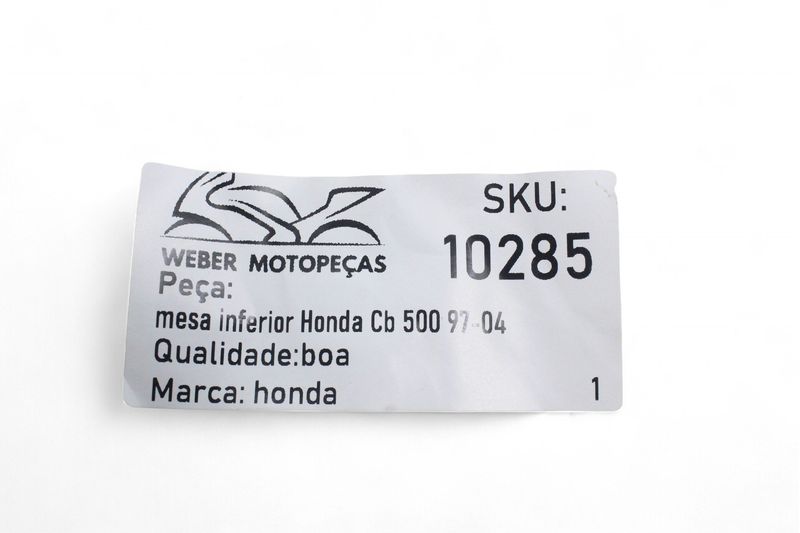 WEBER MOTOPEÇAS
SKU:
10285
Peça:
mesa inferior Honda Cb 500 97-04
Qualidade:boa
Marca: honda
1